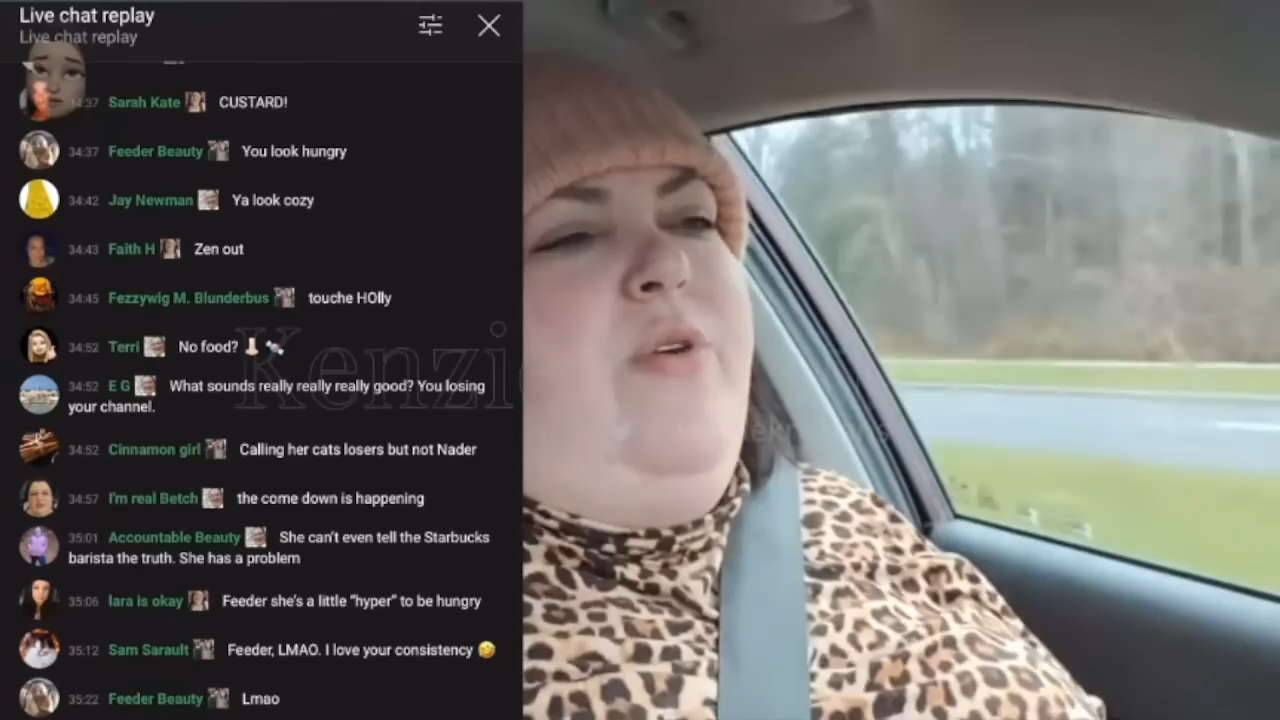 Live chat replay
Live chat replay
34:37 Sarah Kate CUSTARD!
34:37 Feeder Beauty You look hungry
34:42 Jay Newman Ya look cozy
34:43 Faith H Zen out
34:45 Fezzywig M. Blunderbus touche HOlly
34:52 Terri No food?
34:52 E G What sounds really really really good? You losing
your channel.
34:52 Cinnamon girl Calling her cats losers but not Nader
34:57 I'm real Betch the come down is happening
35:01 Accountable Beauty She can't even tell the Starbucks
barista the truth. She has a problem
35:06 lara is okay Feeder she's a little "hyper" to be hungry
35:12 Sam Sarault Feeder, LMAO. I love your consistency 🤣
35:22 Feeder Beauty Lmao